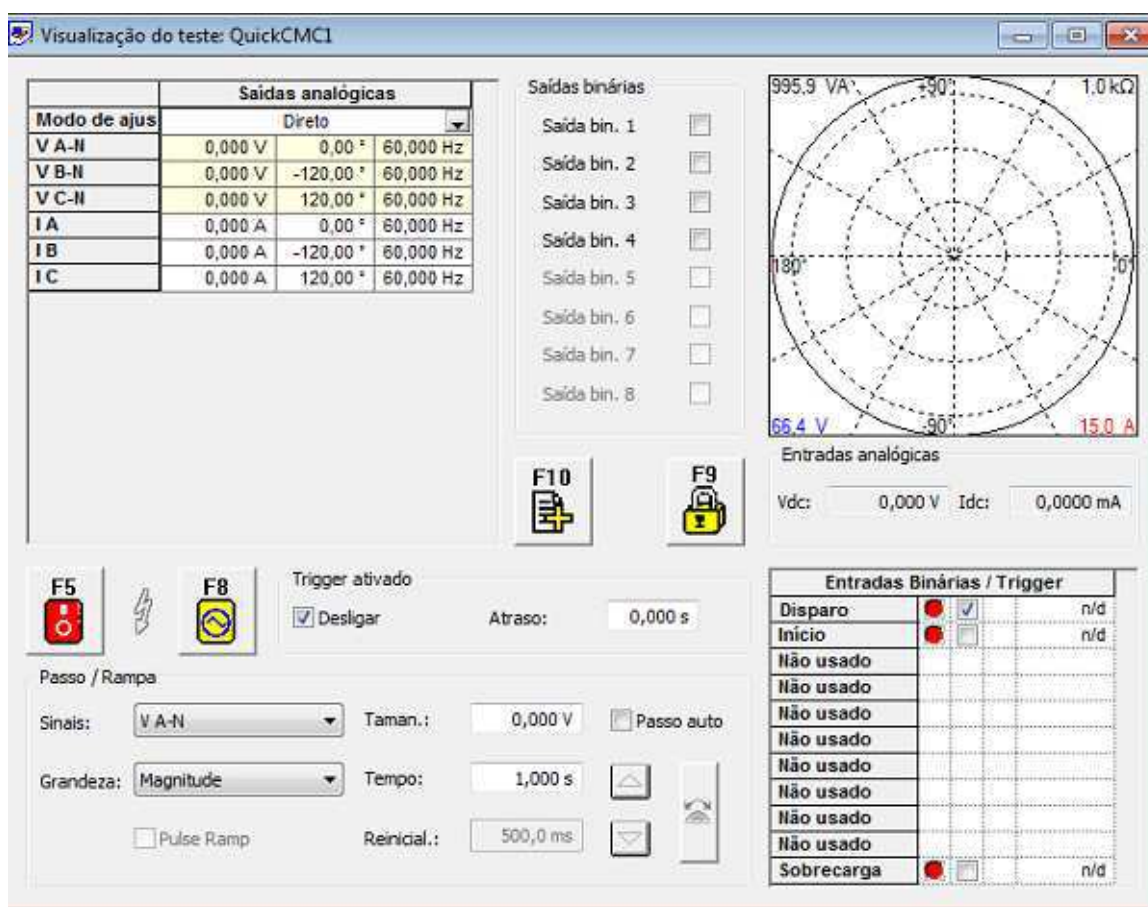 Visualização do teste: QuickCMC1
Saídas analógicas
Modo de ajus Direto
V A-N 0,000 V 0,00 ° 60,000 Hz
V B-N 0,000 V -120,00 ° 60,000 Hz
V C-N 0,000 V 120,00 ° 60,000 Hz
I A 0,000 A 0,00 ° 60,000 Hz
I B 0,000 A -120,00 ° 60,000 Hz
I C 0,000 A 120,00 ° 60,000 Hz
Saídas binárias
Saída bin. 1
Saída bin. 2
Saída bin. 3
Saída bin. 4
Saída bin. 5
Saída bin. 6
Saída bin. 7
Saída bin. 8
F10
F9
995,9 VA +90° 1,0 kΩ
180° 0°
66,4 V -90° 15,0 A
Entradas analógicas
Vdc: 0,000 V Idc: 0,0000 mA
F5
F8
Trigger ativado
Desligar Atraso: 0,000 s
Passo / Rampa
Sinais: V A-N Taman.: 0,000 V Passo auto
Grandeza: Magnitude Tempo: 1,000 s
Pulse Ramp Reinicial.: 500,0 ms
Entradas Binárias / Trigger
Disparo n/d
Início n/d
Não usado
Não usado
Não usado
Não usado
Não usado
Não usado
Não usado
Não usado
Sobrecarga n/d